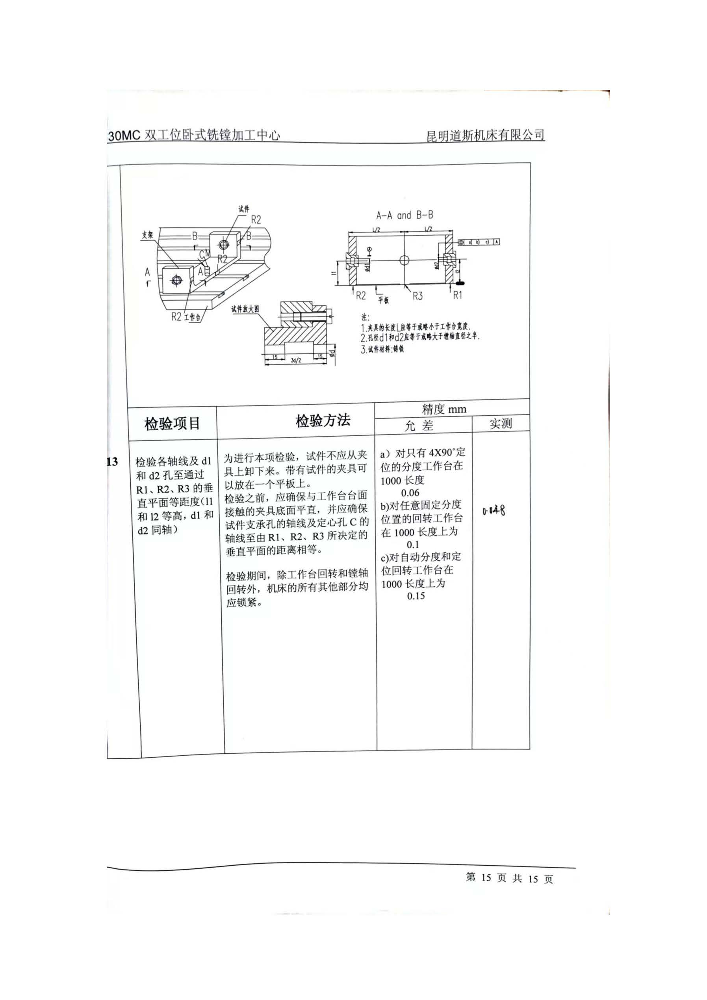 30MC 双工位卧式铣镗加工中心 昆明道斯机床有限公司
试件
R2
支架
B B
CM
R2
A A
R2 工作台
A-A and B-B
L/2 L/2
◎ a) b) c) A
A
ød1 ød2
l1 l2
R2 平板 R3 R1
试件放大图
15 15
3d/2
ød
注:
1.夹具的长度L应等于或略小于工作台宽度.
2.孔径d1和d2应等于或略大于镗轴直径之半.
3.试件材料:铸铁
检验项目 检验方法 精度 mm
允 差 实测
13
检验各轴线及 d1
和 d2 孔至通过
R1、R2、R3 的垂
直平面等距度(l1
和 l2 等高,d1 和
d2 同轴)
为进行本项检验,试件不应从夹
具上卸下来。带有试件的夹具可
以放在一个平板上。
检验之前,应确保与工作台台面
接触的夹具底面平直,并应确保
试件支承孔的轴线及定心孔 C 的
轴线至由 R1、R2、R3 所决定的
垂直平面的距离相等。
检验期间,除工作台回转和镗轴
回转外,机床的所有其他部分均
应锁紧。
a)对只有 4X90°定
位的分度工作台在
1000 长度
0.06
b)对任意固定分度
位置的回转工作台
在 1000 长度上为
0.1
c)对自动分度和定
位回转工作台在
1000 长度上为
0.15
第 15 页 共 15 页